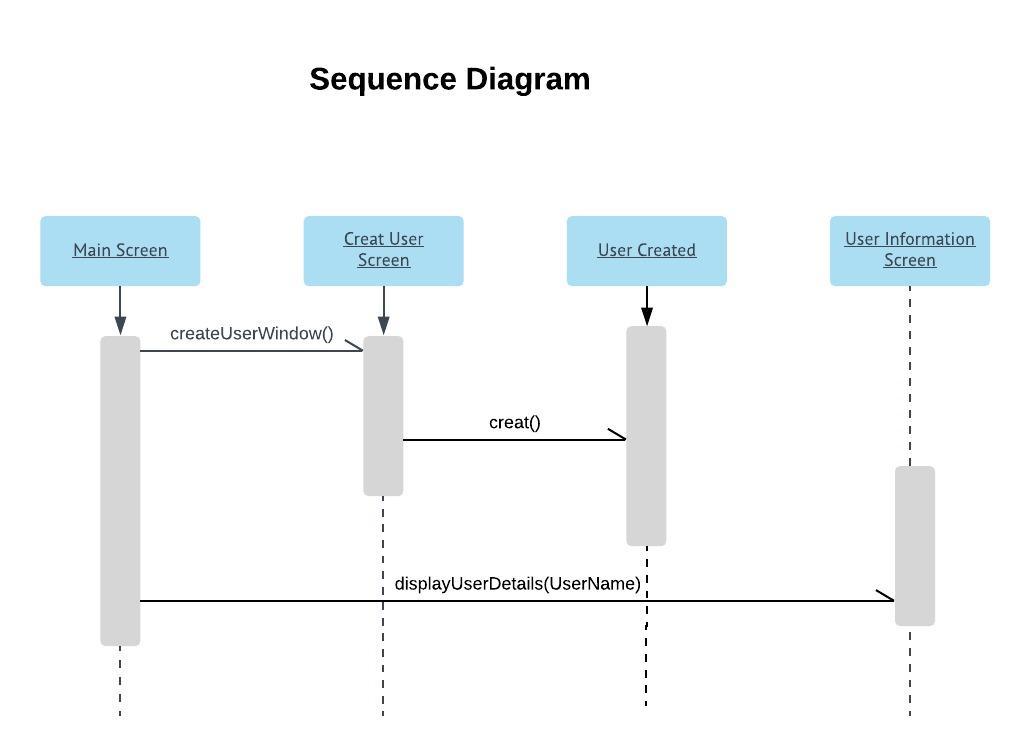 Sequence Diagram
Main Screen
Creat User
Screen
User Created
User Information
Screen
createUserWindow()
creat()
displayUserDetails(UserName)